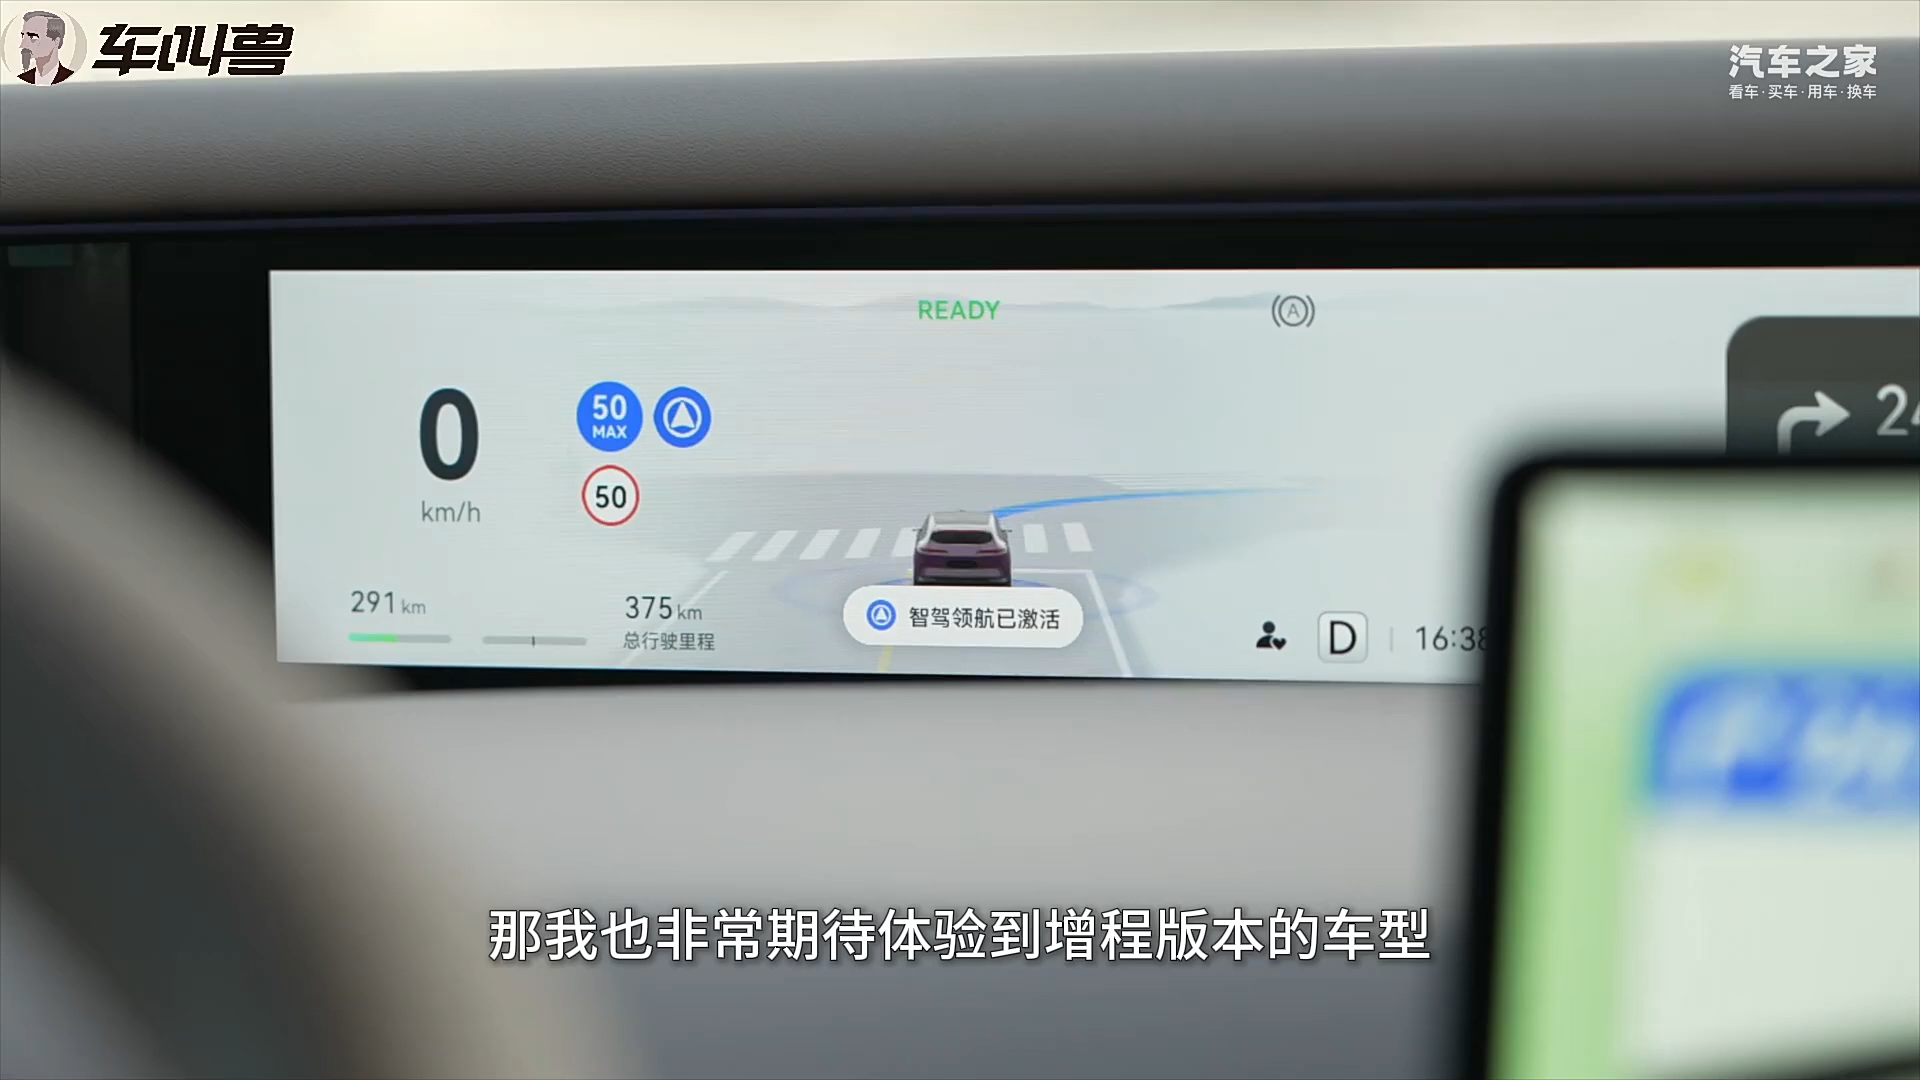 车叫兽
汽车之家
看车·买车·用车·换车
READY
A
0
km/h
50
MAX
50
291 km
375 km
总行驶里程
智驾领航已激活
D
16:38
那我也非常期待体验到增程版本的车型